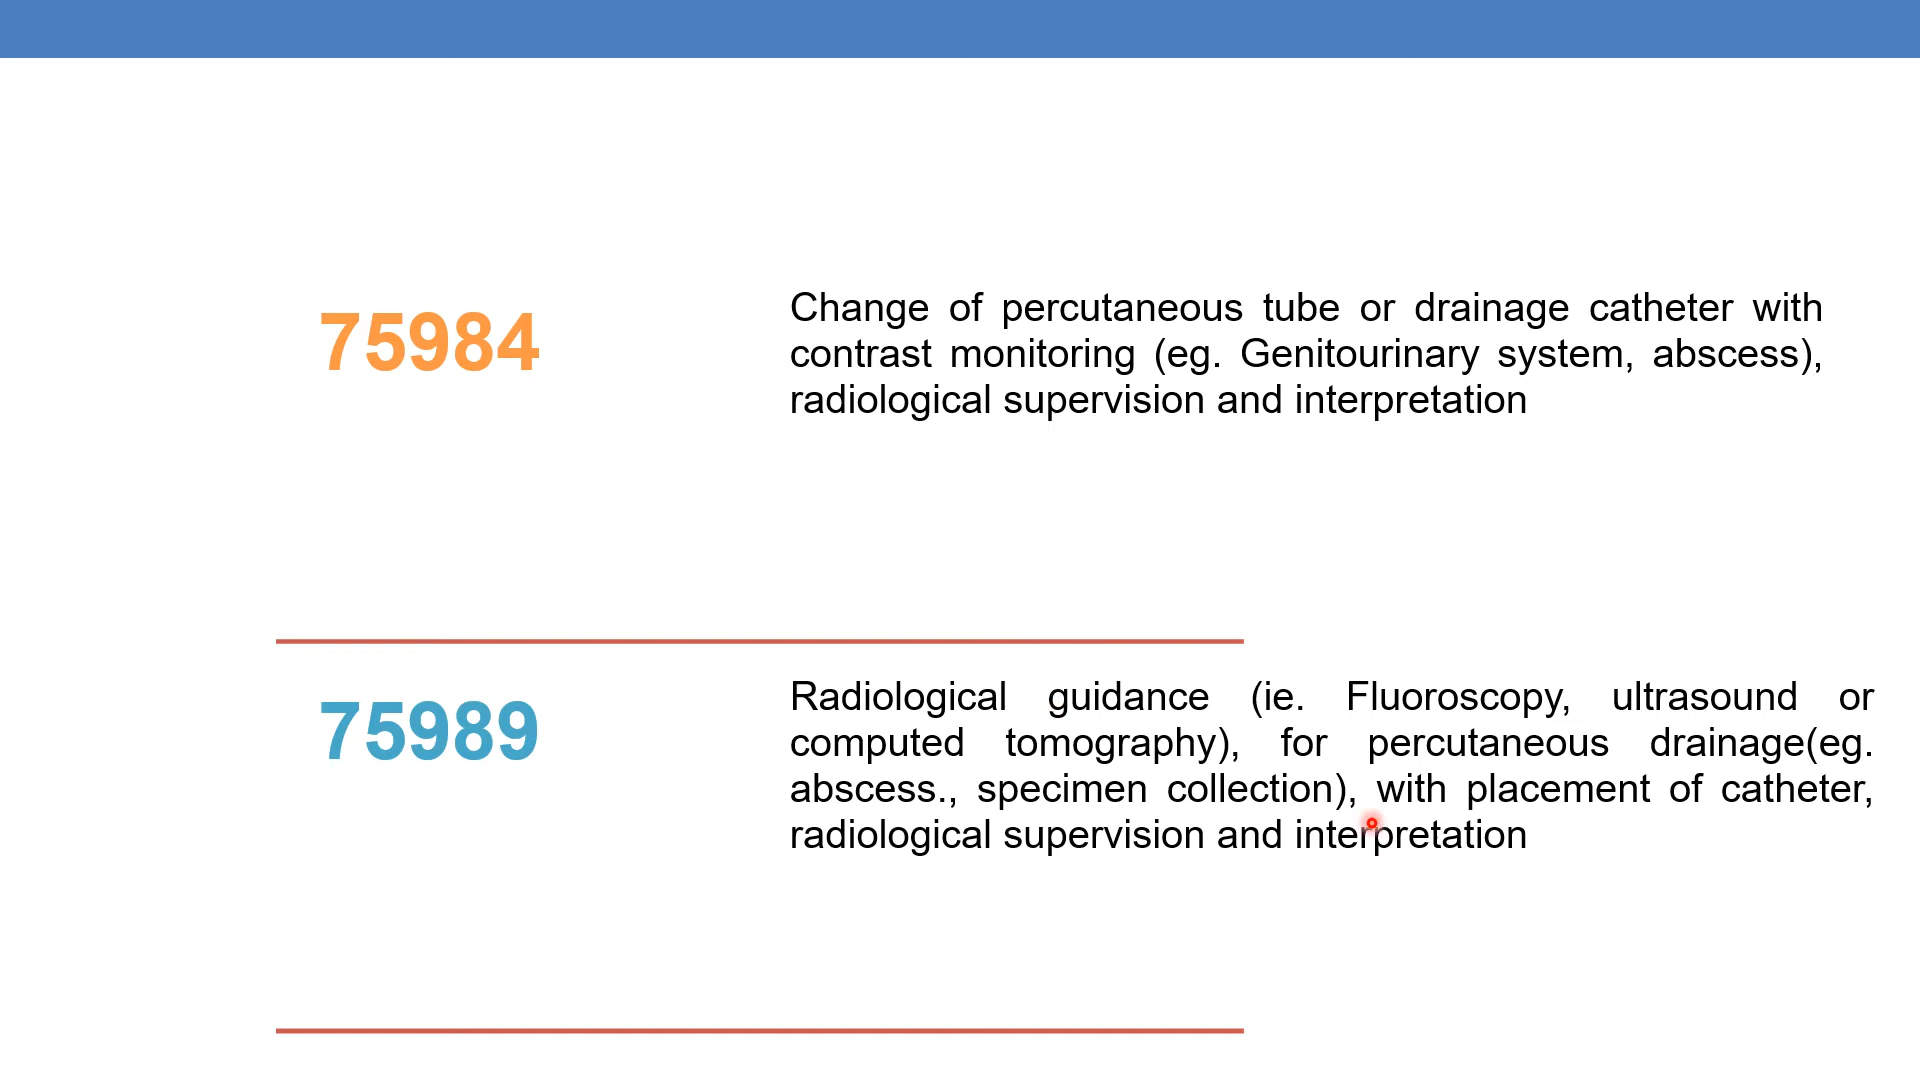 75984
Change of percutaneous tube or drainage catheter with
contrast monitoring (eg. Genitourinary system, abscess),
radiological supervision and interpretation
75989
Radiological guidance (ie. Fluoroscopy, ultrasound or
computed tomography), for percutaneous drainage(eg.
abscess., specimen collection), with placement of catheter,
radiological supervision and interpretation